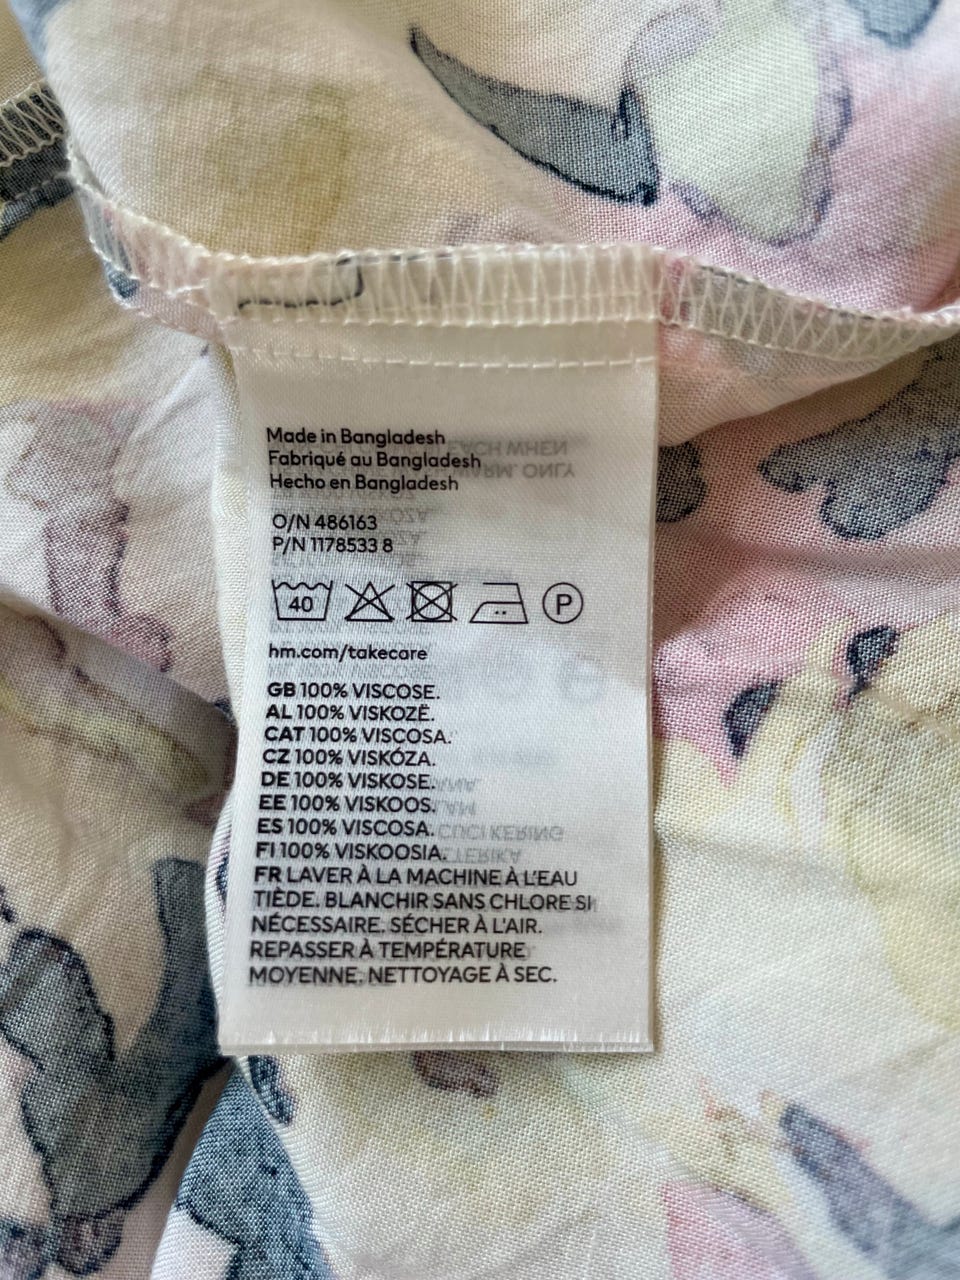 Made in Bangladesh
Fabriqué au Bangladesh
Hecho en Bangladesh
O/N 486163
P/N 1178533 8
40 P
hm.com/takecare
GB 100% VISCOSE.
AL 100% VISKOZË.
CAT 100% VISCOSA.
CZ 100% VISKÓZA.
DE 100% VISKOSE.
EE 100% VISKOOS.
ES 100% VISCOSA.
FI 100% VISKOOSIA.
FR LAVER À LA MACHINE À L'EAU
TIÈDE. BLANCHIR SANS CHLORE SI
NÉCESSAIRE. SÉCHER À L'AIR.
REPASSER À TEMPÉRATURE
MOYENNE. NETTOYAGE À SEC.